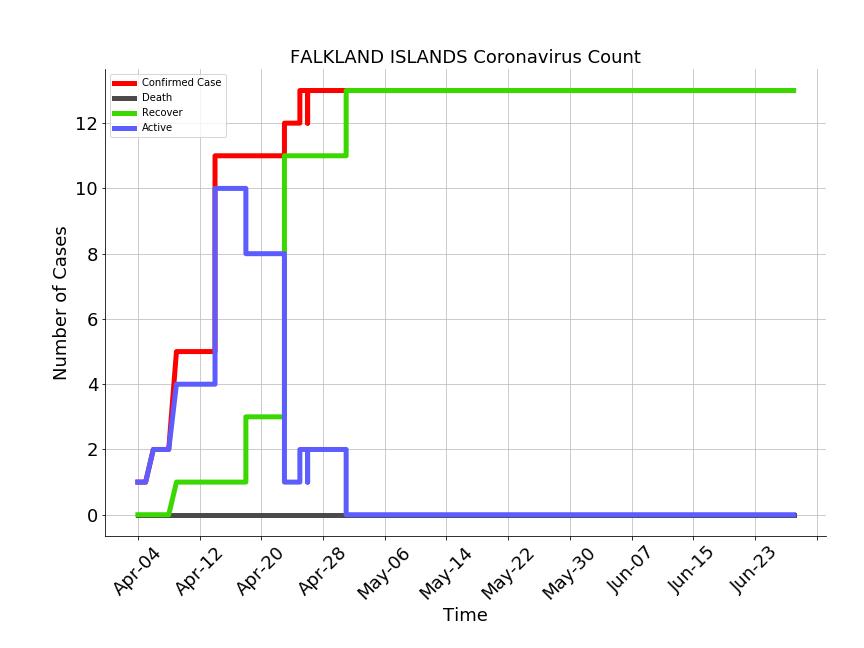 FALKLAND ISLANDS Coronavirus Count
Confirmed Case
Death
Recover
Active
Number of Cases
12
10
8
6
4
2
0
Apr-04
Apr-12
Apr-20
Apr-28
May-06
May-14
May-22
May-30
Jun-07
Jun-15
Jun-23
Time